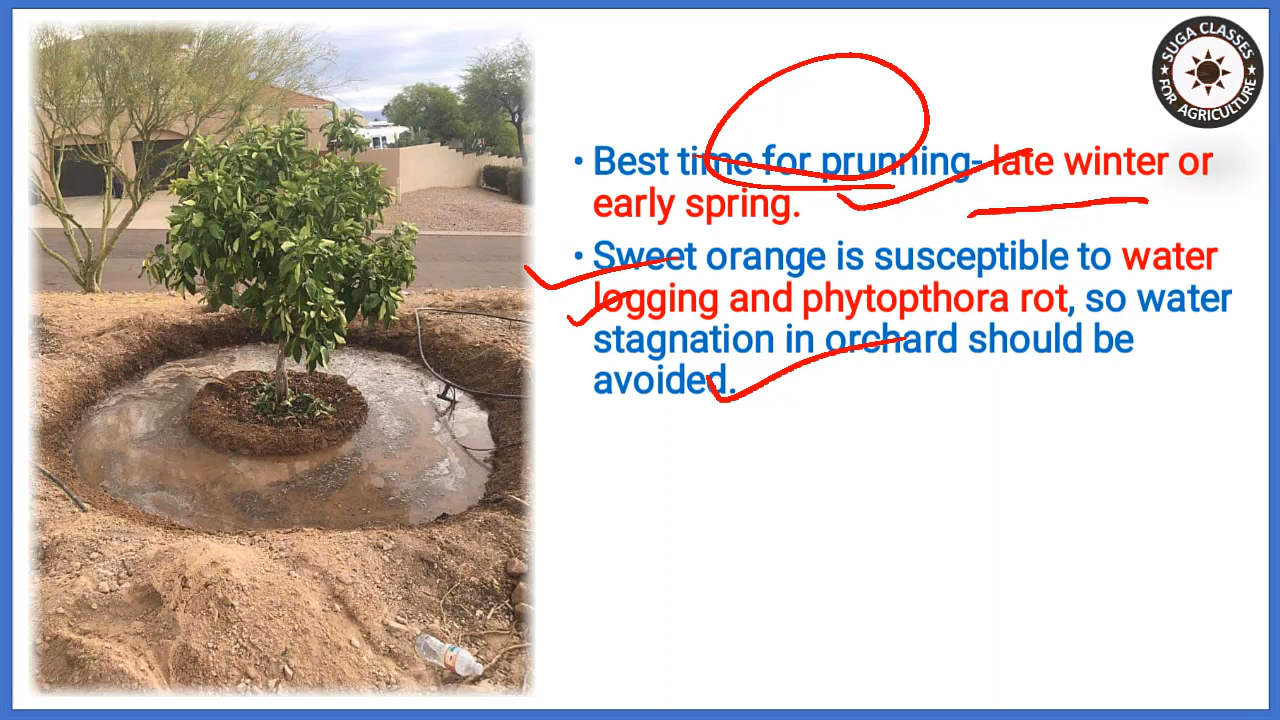 SUGA CLASSES
FOR AGRICULTURE
• Best time for prunning- late winter or
early spring.
• Sweet orange is susceptible to water
logging and phytopthora rot, so water
stagnation in orchard should be
avoided.